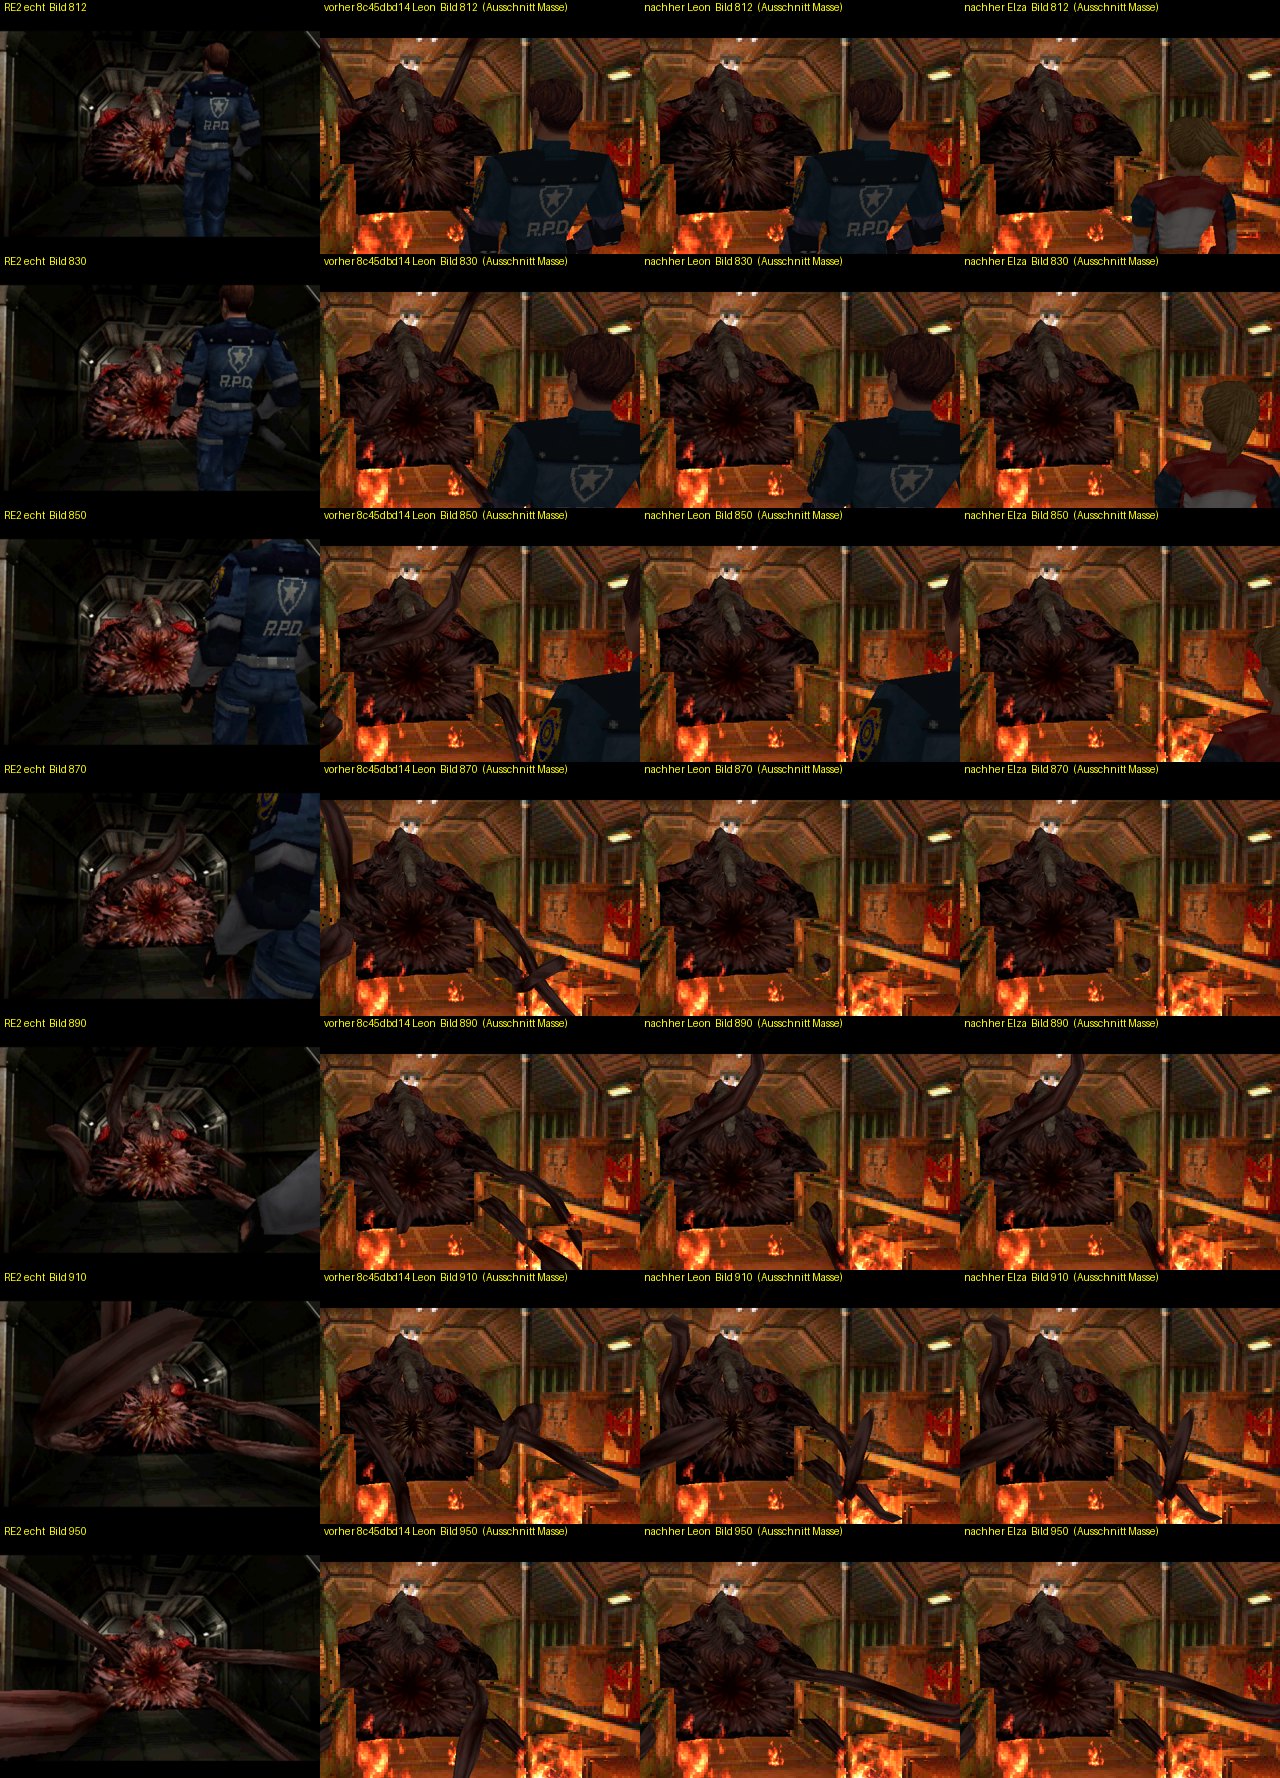 RE2 echt Bild 812 vorher 8c45dbd14 Leon Bild 812 (Ausschnitt Masse) nachher Leon Bild 812 (Ausschnitt Masse) nachher Elza Bild 812 (Ausschnitt Masse)
R.P.D.
R.P.D.
R.P.D.
RE2 echt Bild 830 vorher 8c45dbd14 Leon Bild 830 (Ausschnitt Masse) nachher Leon Bild 830 (Ausschnitt Masse) nachher Elza Bild 830 (Ausschnitt Masse)
R.P.D.
RE2 echt Bild 850 vorher 8c45dbd14 Leon Bild 850 (Ausschnitt Masse) nachher Leon Bild 850 (Ausschnitt Masse) nachher Elza Bild 850 (Ausschnitt Masse)
R.P.D.
RE2 echt Bild 870 vorher 8c45dbd14 Leon Bild 870 (Ausschnitt Masse) nachher Leon Bild 870 (Ausschnitt Masse) nachher Elza Bild 870 (Ausschnitt Masse)
RE2 echt Bild 890 vorher 8c45dbd14 Leon Bild 890 (Ausschnitt Masse) nachher Leon Bild 890 (Ausschnitt Masse) nachher Elza Bild 890 (Ausschnitt Masse)
RE2 echt Bild 910 vorher 8c45dbd14 Leon Bild 910 (Ausschnitt Masse) nachher Leon Bild 910 (Ausschnitt Masse) nachher Elza Bild 910 (Ausschnitt Masse)
RE2 echt Bild 950 vorher 8c45dbd14 Leon Bild 950 (Ausschnitt Masse) nachher Leon Bild 950 (Ausschnitt Masse) nachher Elza Bild 950 (Ausschnitt Masse)